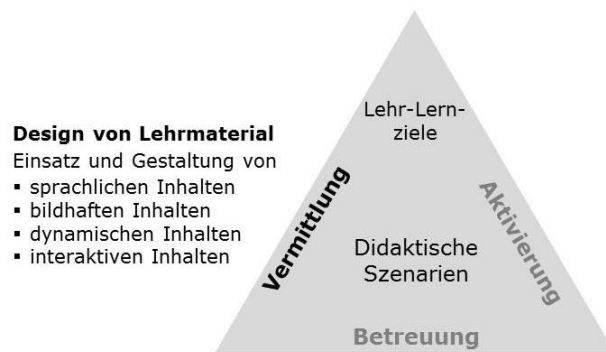 Design von Lehrmaterial
Einsatz und Gestaltung von
▪ sprachlichen Inhalten
▪ bildhaften Inhalten
▪ dynamischen Inhalten
▪ interaktiven Inhalten
Lehr-Lern-
ziele
Vermittlung
Aktivierung
Didaktische
Szenarien
Betreuung